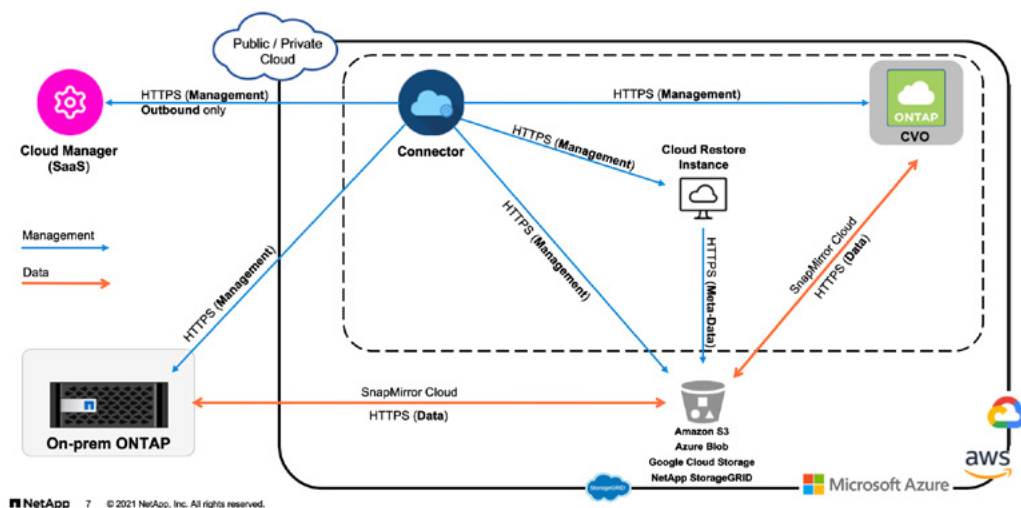 Public / Private
Cloud
HTTPS (Management)
Outbound only
Cloud Manager
(SaaS)
Connector
HTTPS (Management)
ONTAP
CVO
HTTPS (Management)
Cloud Restore
Instance
Management
Data
HTTPS (Management)
HTTPS (Management)
HTTPS (Meta-Data)
SnapMirror Cloud
HTTPS (Data)
On-prem ONTAP
SnapMirror Cloud
HTTPS (Data)
Amazon S3
Azure Blob
Google Cloud Storage
NetApp StorageGRID
StorageGRID
Microsoft Azure
aws
NetApp 7 © 2021 NetApp, Inc. All rights reserved.